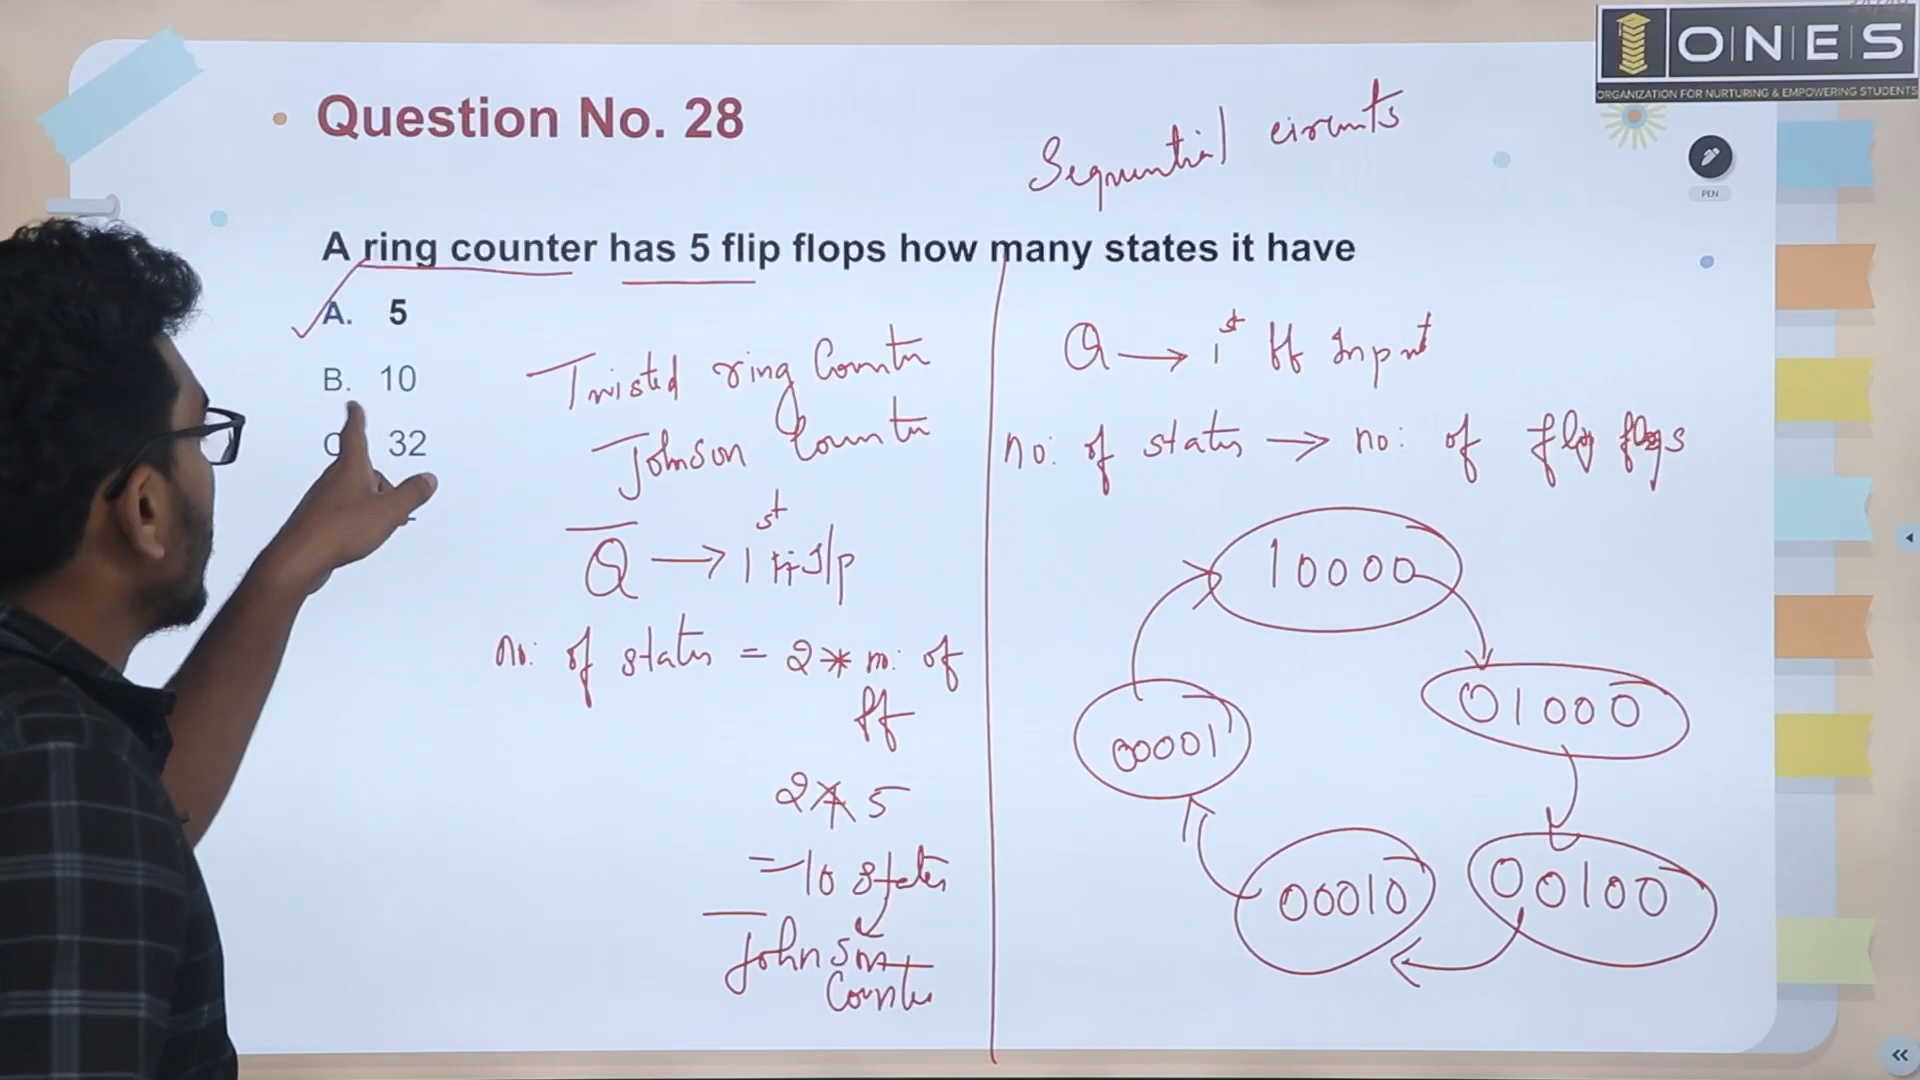 ONES
ORGANIZATION FOR NURTURING & EMPOWERING STUDENTS
Question No. 28
Sequential circuits
PEN
A ring counter has 5 flip flops how many states it have
A. 5
B. 10
32
Twisted ring Counter
Johnson Counter
Q̅ → 1st ff I/p
no: of states = 2 * no: of
ff
2 * 5
= 10 states
Johnson
Counter
Q → 1st ff Input
no: of states → no: of flip flops
10000
01000
00001
00100
00010